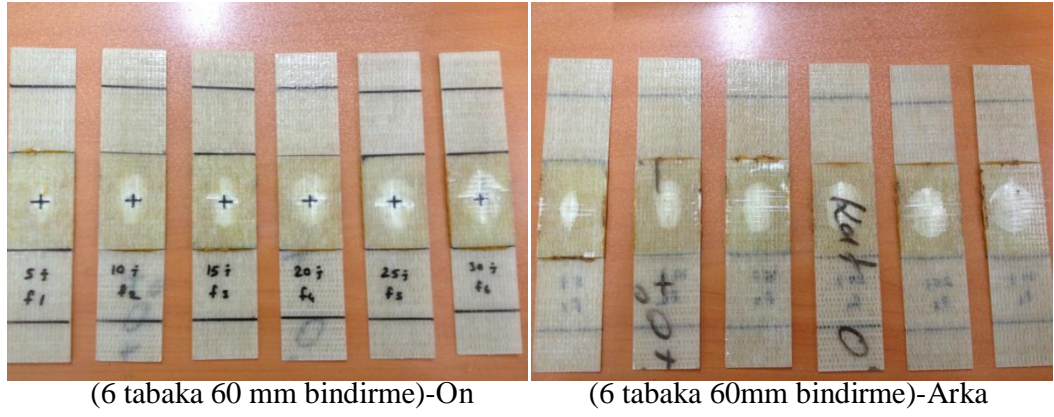 + + + + + +
5 j 10 j 15 j 20 j 25 j 30 j
f1 f2 f3 f4 f5 f6
(6 tabaka 60 mm bindirme)-On
(6 tabaka 60mm bindirme)-Arka